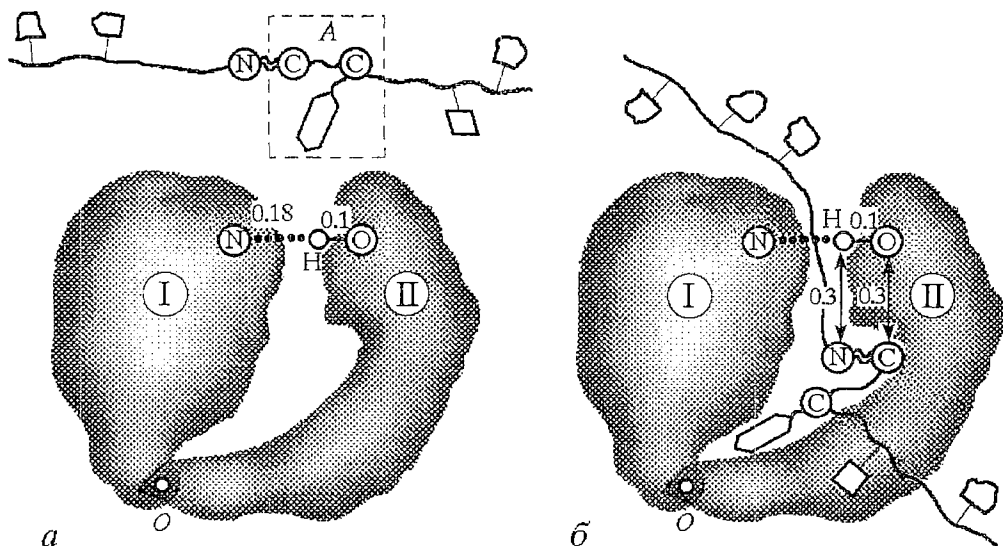 A
N C C
0.18
N H 0.1 O
I II
O
а
H 0.1
N O
I 0.3 0.3 II
N C
C
O
б